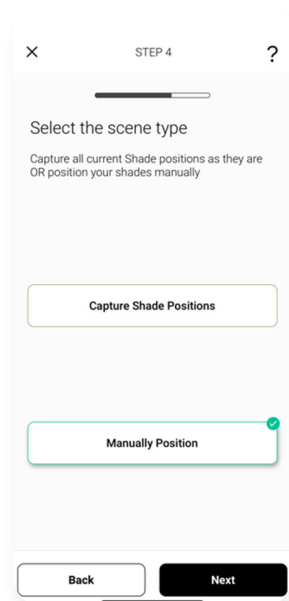 STEP 4
?
Select the scene type
Capture all current Shade positions as they are
OR position your shades manually
Capture Shade Positions
Manually Position
Back
Next